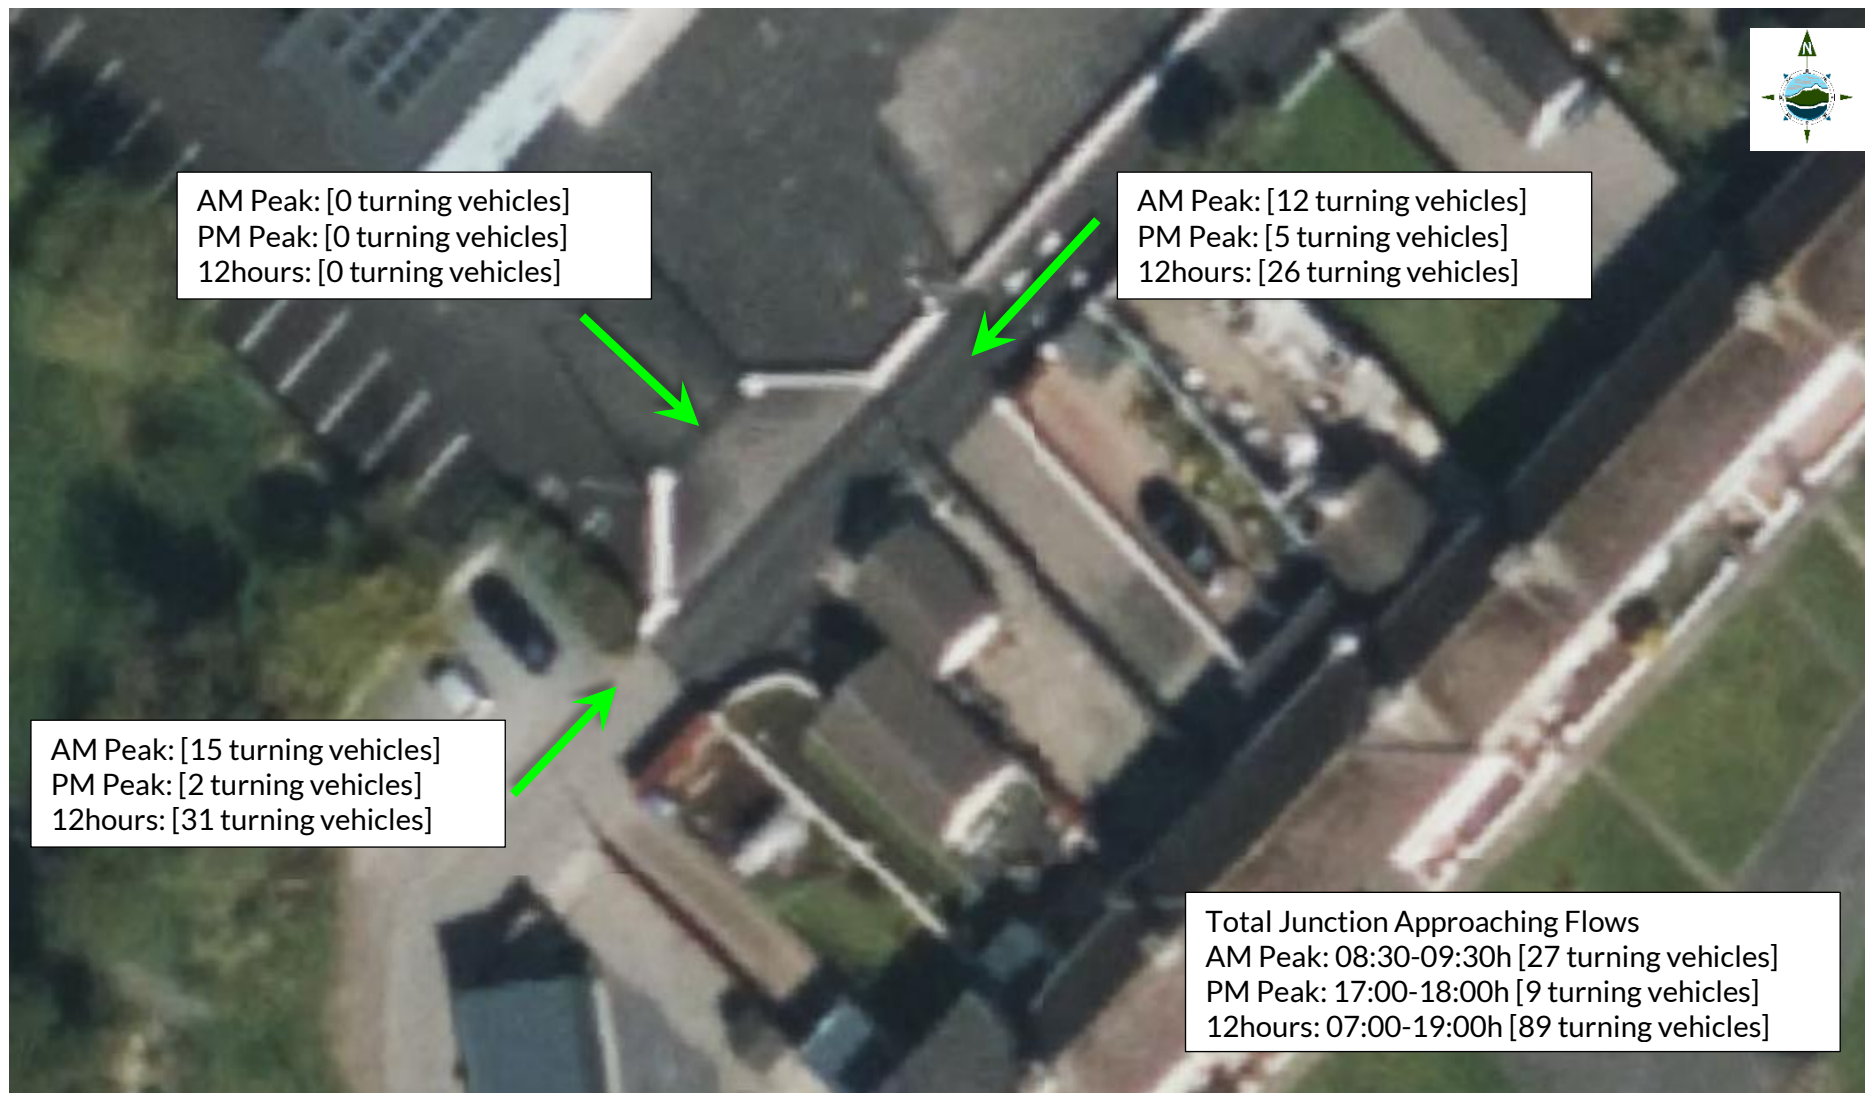 N
AM Peak: [0 turning vehicles]
PM Peak: [0 turning vehicles]
12hours: [0 turning vehicles]
AM Peak: [12 turning vehicles]
PM Peak: [5 turning vehicles]
12hours: [26 turning vehicles]
AM Peak: [15 turning vehicles]
PM Peak: [2 turning vehicles]
12hours: [31 turning vehicles]
Total Junction Approaching Flows
AM Peak: 08:30-09:30h [27 turning vehicles]
PM Peak: 17:00-18:00h [9 turning vehicles]
12hours: 07:00-19:00h [89 turning vehicles]